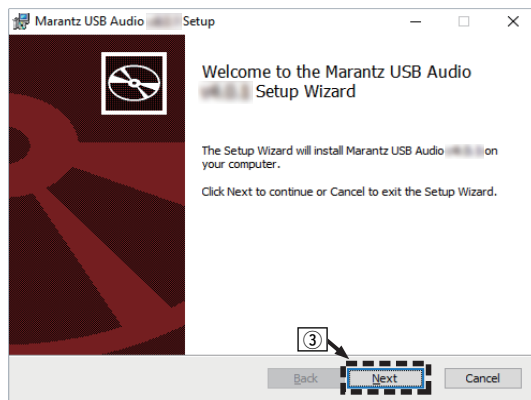 Marantz USB Audio Setup
Welcome to the Marantz USB Audio
Setup Wizard
The Setup Wizard will install Marantz USB Audio on
your computer.
Click Next to continue or Cancel to exit the Setup Wizard.
③
Back Next Cancel